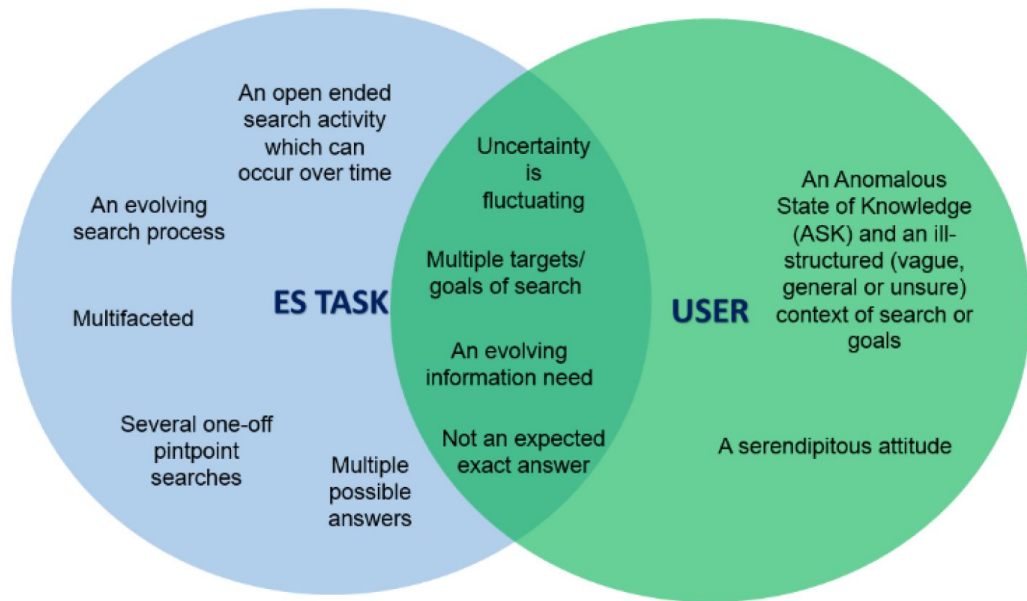 An open ended
search activity
which can
occur over time
An evolving
search process
Multifaceted
ES TASK
Several one-off
pintpoint
searches
Multiple
possible
answers
Uncertainty
is
fluctuating
Multiple targets/
goals of search
An evolving
information need
Not an expected
exact answer
USER
An Anomalous
State of Knowledge
(ASK) and an ill-
structured (vague,
general or unsure)
context of search or
goals
A serendipitous attitude